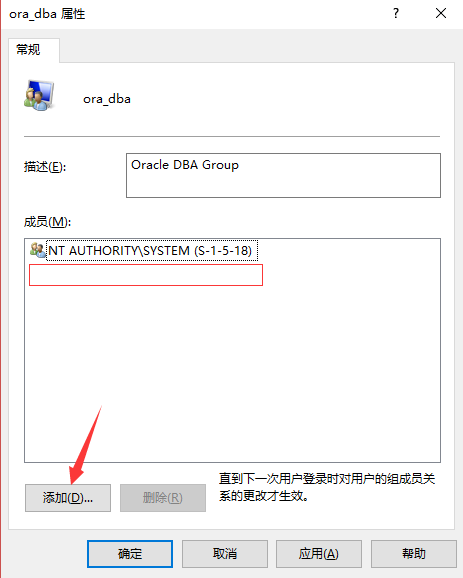 ora_dba 属性
常规
ora_dba
描述(E):
Oracle DBA Group
成员(M):
NT AUTHORITY\SYSTEM (S-1-5-18)
添加(D)...
删除(R)
直到下一次用户登录时对用户的组成员关
系的更改才生效。
确定
取消
应用(A)
帮助